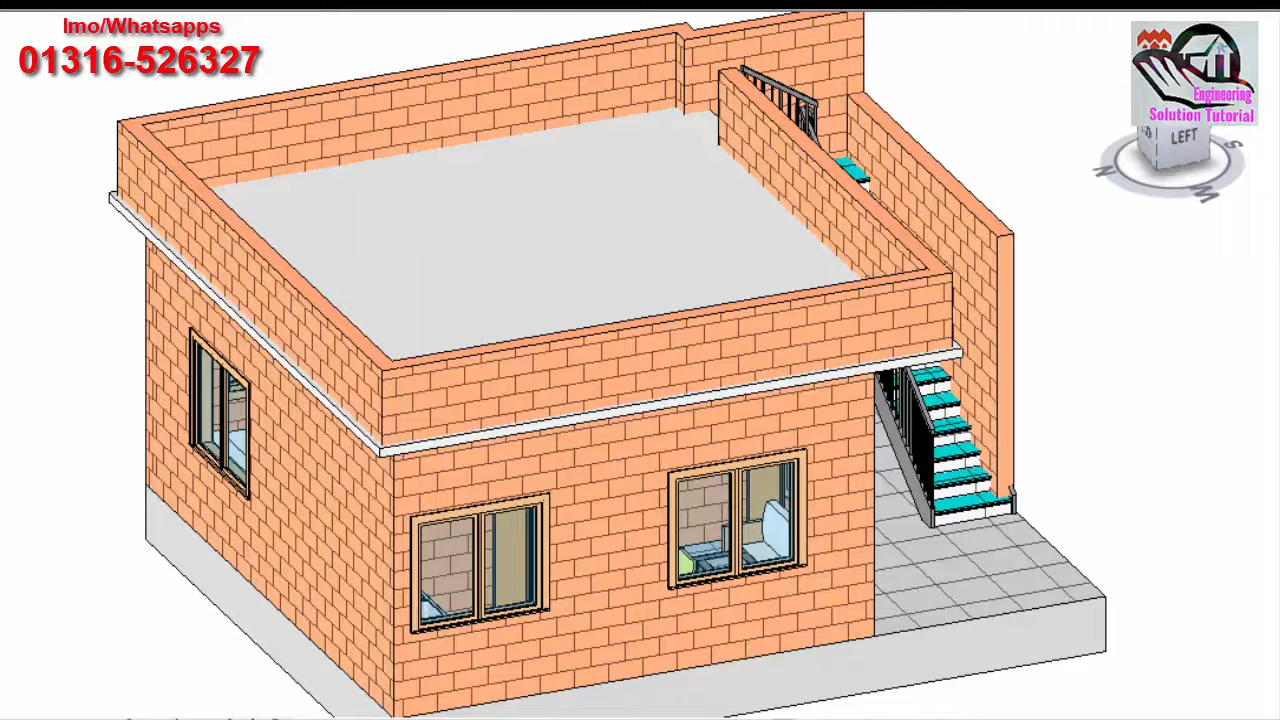 Imo/Whatsapps
01316-526327
Engineering
Solution Tutorial
LEFT
N
S
W